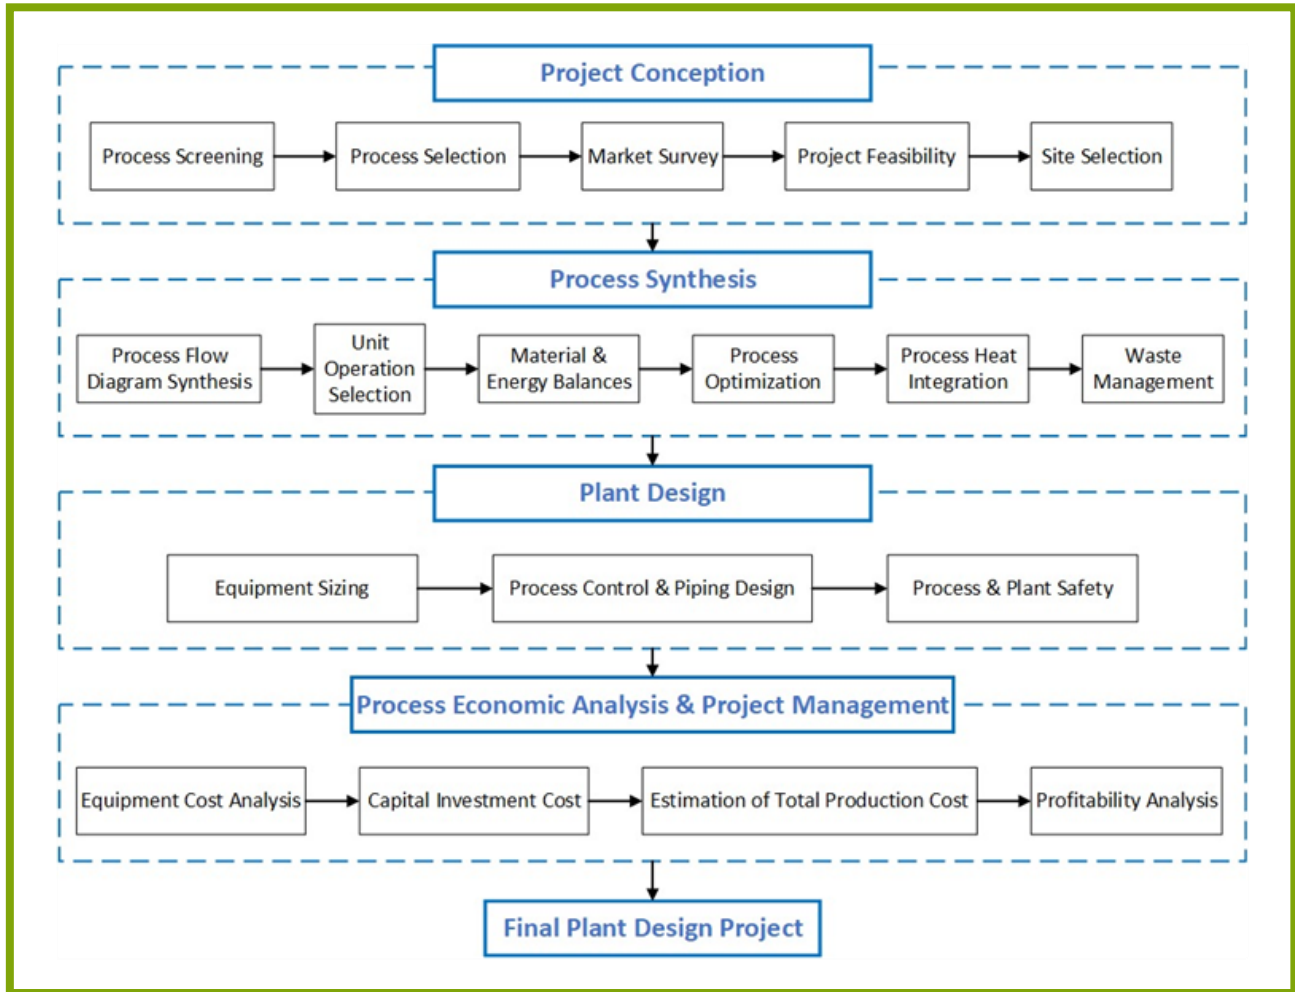 Project Conception
Process Screening
Process Selection
Market Survey
Project Feasibility
Site Selection
Process Synthesis
Process Flow
Diagram Synthesis
Unit
Operation
Selection
Material &
Energy Balances
Process
Optimization
Process Heat
Integration
Waste
Management
Plant Design
Equipment Sizing
Process Control & Piping Design
Process & Plant Safety
Process Economic Analysis & Project Management
Equipment Cost Analysis
Capital Investment Cost
Estimation of Total Production Cost
Profitability Analysis
Final Plant Design Project